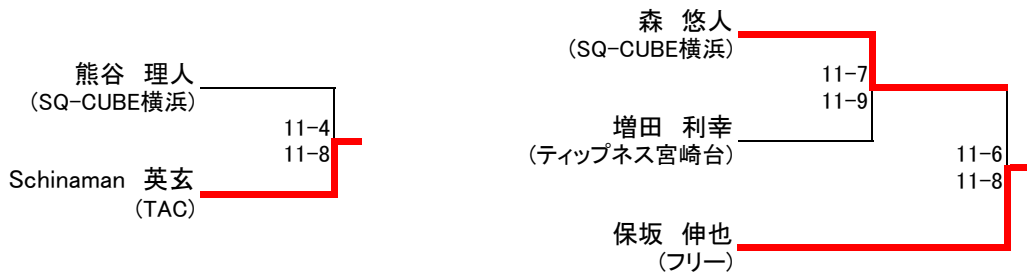 熊谷　理人
(SQ-CUBE横浜)
11-4
11-8
Schinaman　英玄
(TAC)
森　悠人
(SQ-CUBE横浜)
11-7
11-9
増田　利幸
(ティップネス宮崎台)
11-6
11-8
保坂　伸也
(フリー)